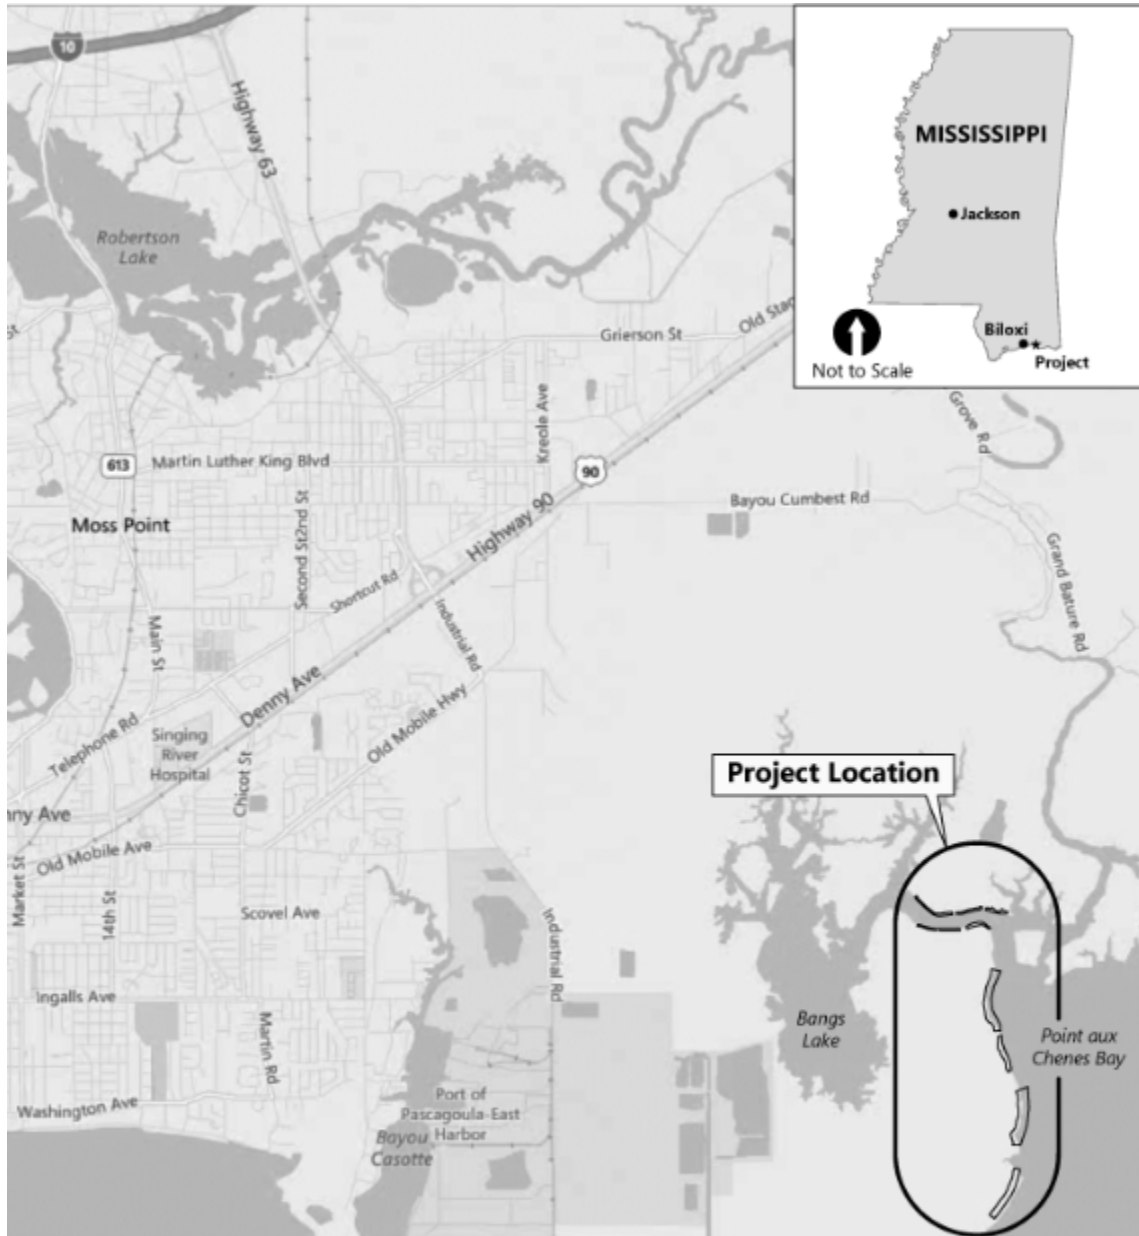 10
Highway 63
MISSISSIPPI
Jackson
Biloxi
Project
Not to Scale
Robertson
Lake
St
Grierson St
Old Stac
Kreole Ave
Grove Rd
613
Martin Luther King Blvd
90
Bayou Cumbest Rd
Moss Point
Highway 90
Second St
2nd St
Shortcut Rd
Grand Bature Rd
Industrial Rd
Main St
Denny Ave
Old Mobile Hwy
Telephone Rd
Singing
River
Hospital
Chicot St
Project Location
nny Ave
Old Mobile Ave
Market St
14th St
Scovel Ave
Industrial Rd
Ingalls Ave
Martin Rd
Bangs
Lake
Point aux
Chenes Bay
Washington Ave
Port of
Pascagoula-East
Harbor
Bayou
Casotte